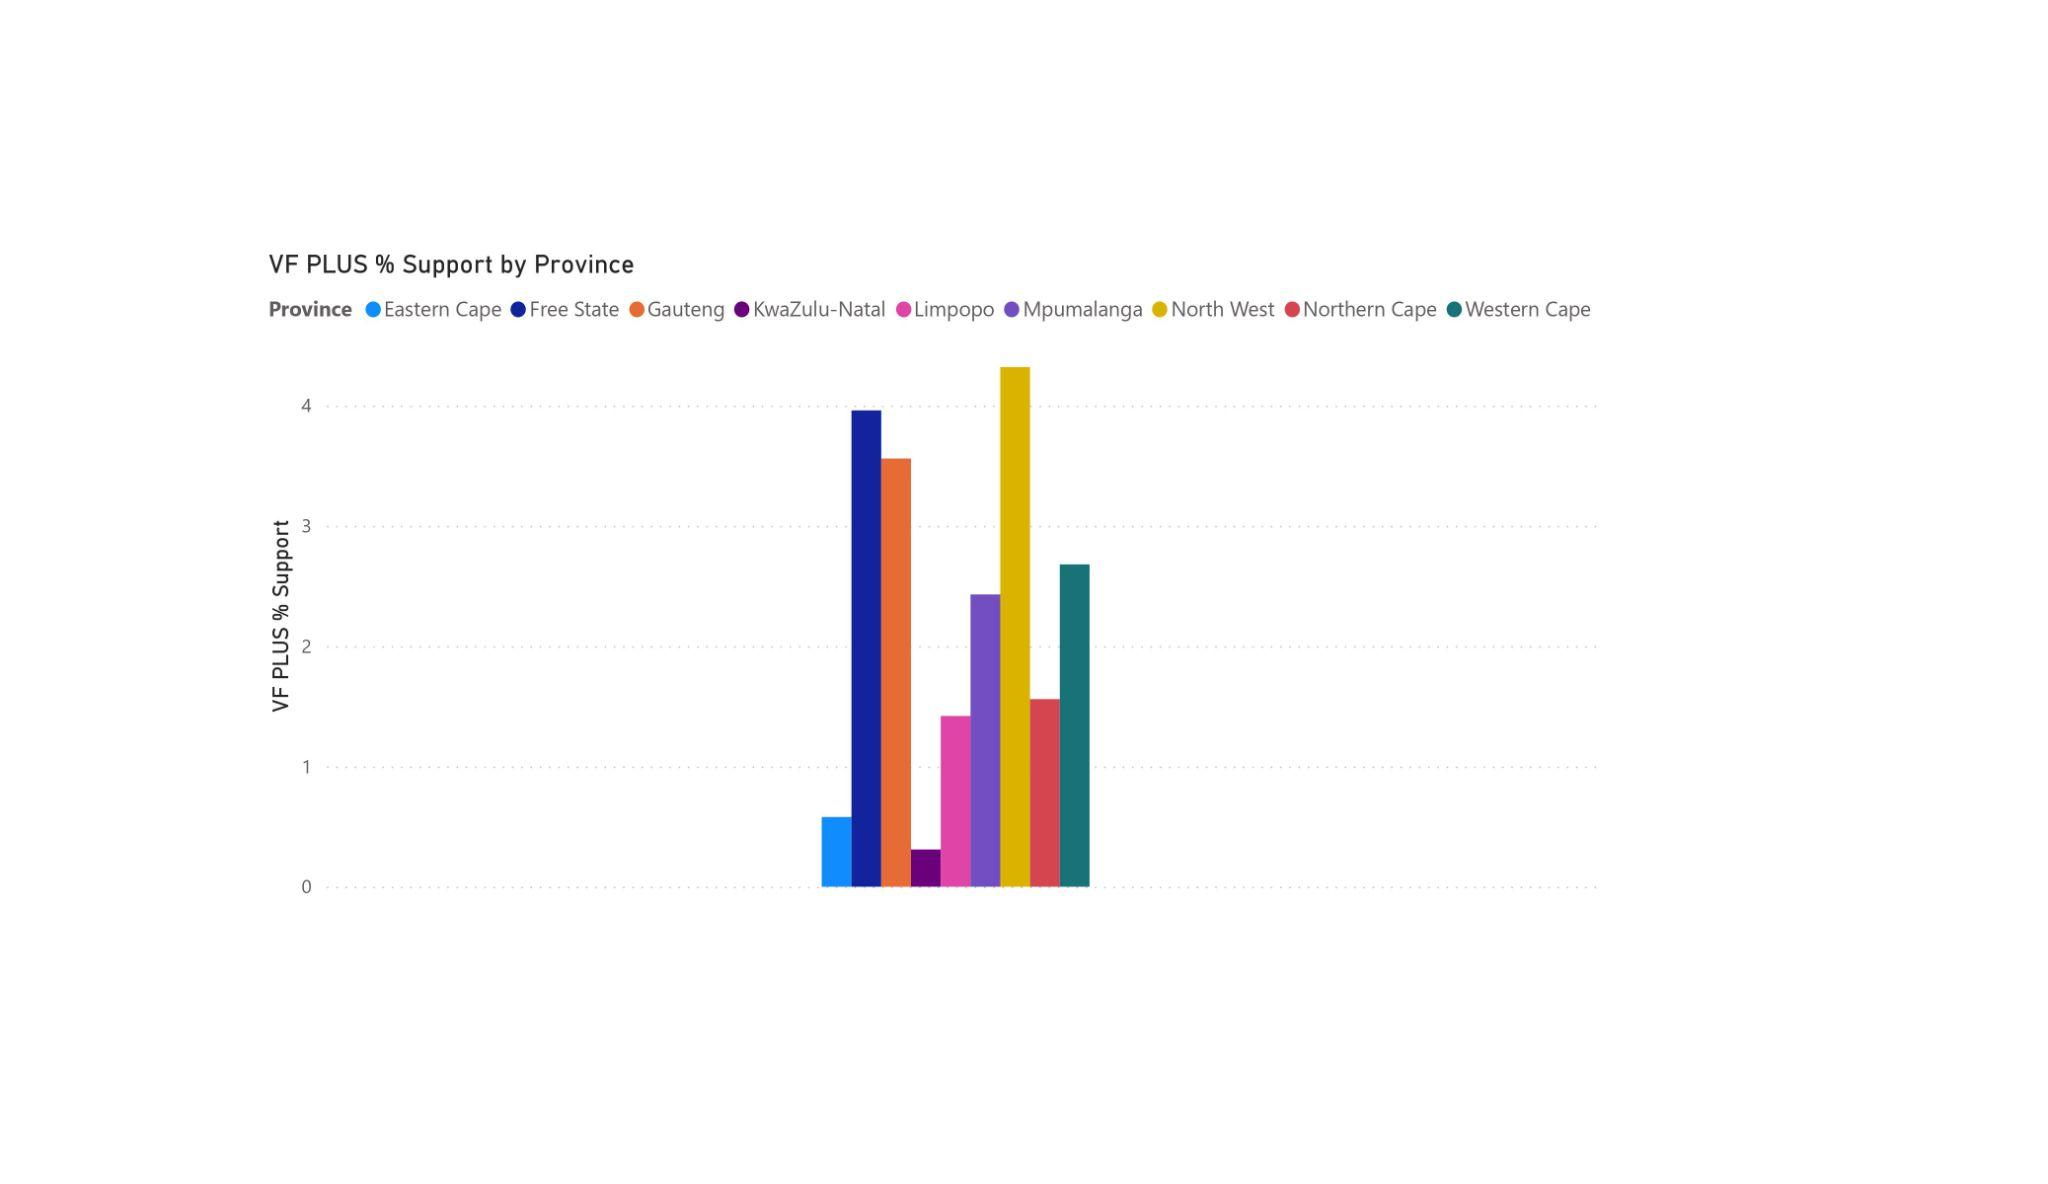 VF PLUS % Support by Province
Province Eastern Cape Free State Gauteng KwaZulu-Natal Limpopo Mpumalanga North West Northern Cape Western Cape
VF PLUS % Support
4
3
2
1
0